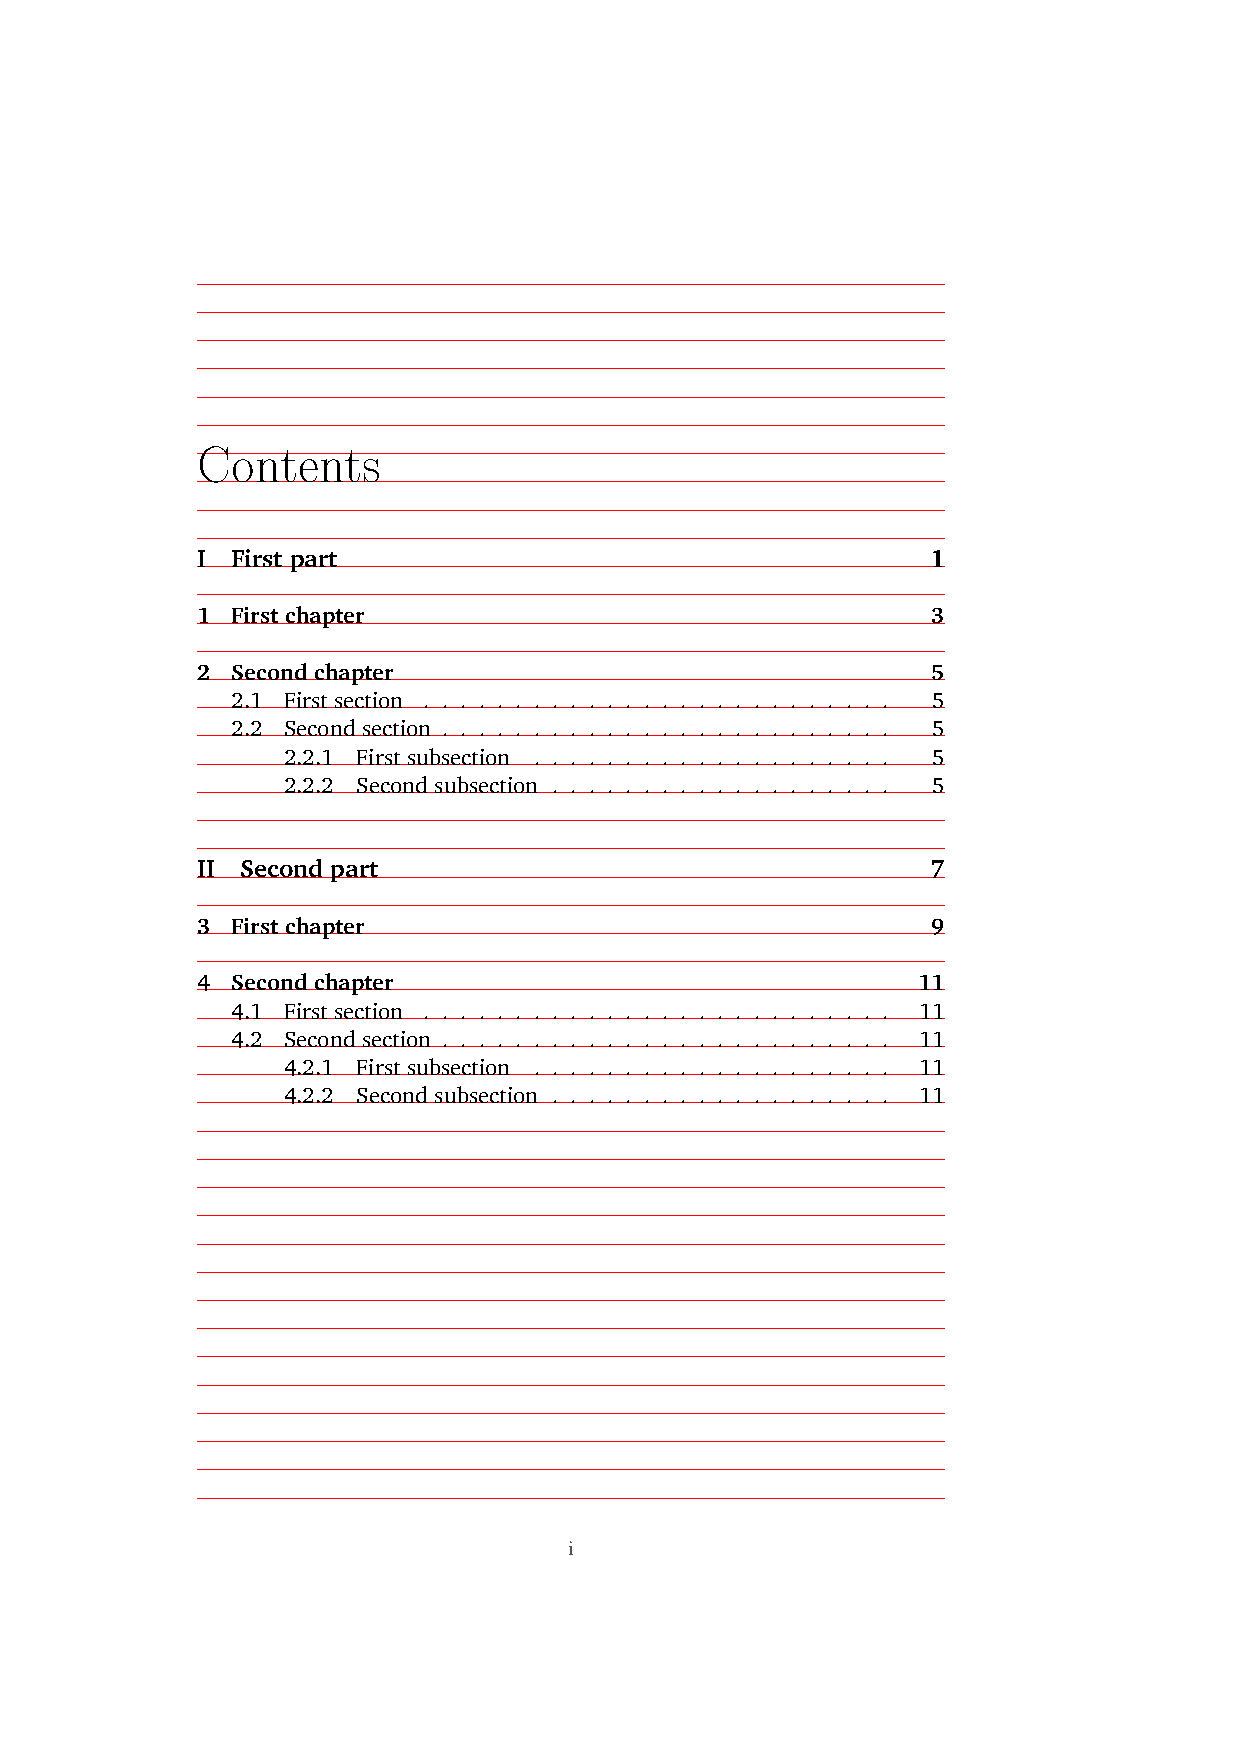 Contents
I First part 1
1 First chapter 3
2 Second chapter 5
2.1 First section . . . . . . . . . . . . . . . . . . . . . . . . . . 5
2.2 Second section . . . . . . . . . . . . . . . . . . . . . . . . . 5
2.2.1 First subsection . . . . . . . . . . . . . . . . . . . . 5
2.2.2 Second subsection . . . . . . . . . . . . . . . . . . . 5
II Second part 7
3 First chapter 9
4 Second chapter 11
4.1 First section . . . . . . . . . . . . . . . . . . . . . . . . . . 11
4.2 Second section . . . . . . . . . . . . . . . . . . . . . . . . . 11
4.2.1 First subsection . . . . . . . . . . . . . . . . . . . . 11
4.2.2 Second subsection . . . . . . . . . . . . . . . . . . . 11
i